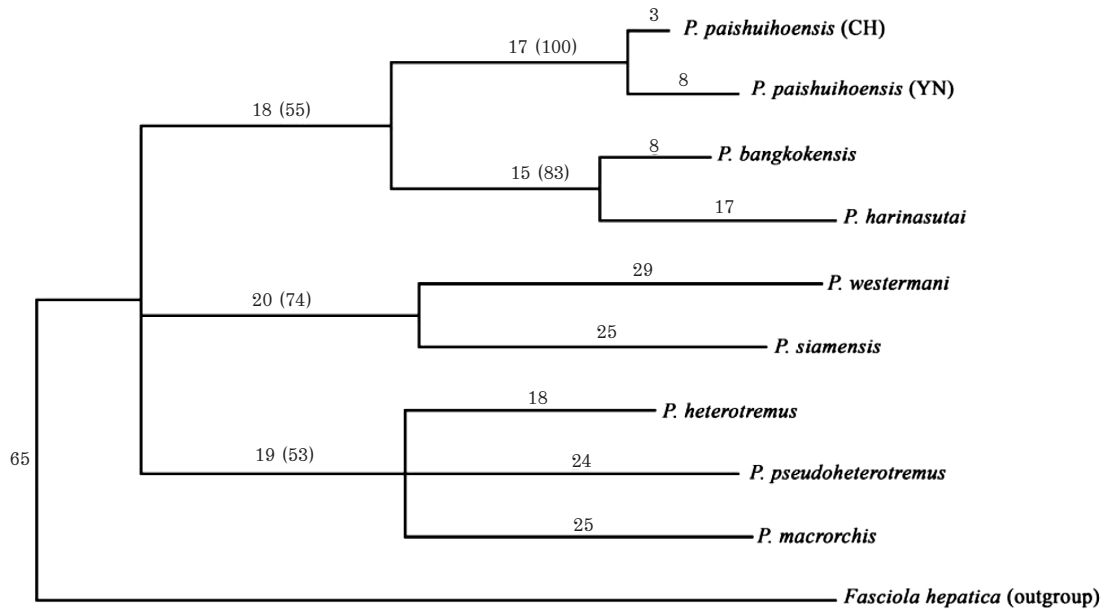 3
P. paishuihoensis (CH)
17 (100)
8
P. paishuihoensis (YN)
18 (55)
8
P. bangkokensis
15 (83)
17
P. harinasutai
29
P. westermani
20 (74)
25
P. siamensis
18
P. heterotremus
19 (53)
24
P. pseudoheterotremus
65
25
P. macrorchis
Fasciola hepatica (outgroup)